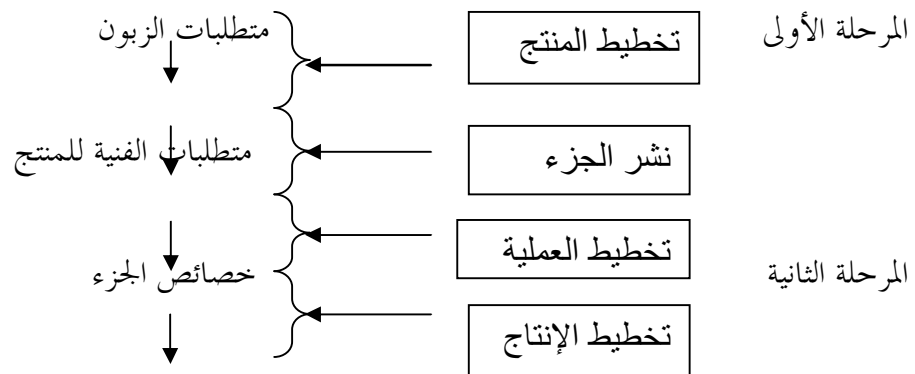 المرحلة الأولى
تخطيط المنتج
متطلبات الزبون
نشر الجزء
متطلبات الفنية للمنتج
تخطيط العملية
المرحلة الثانية
خصائص الجزء
تخطيط الإنتاج